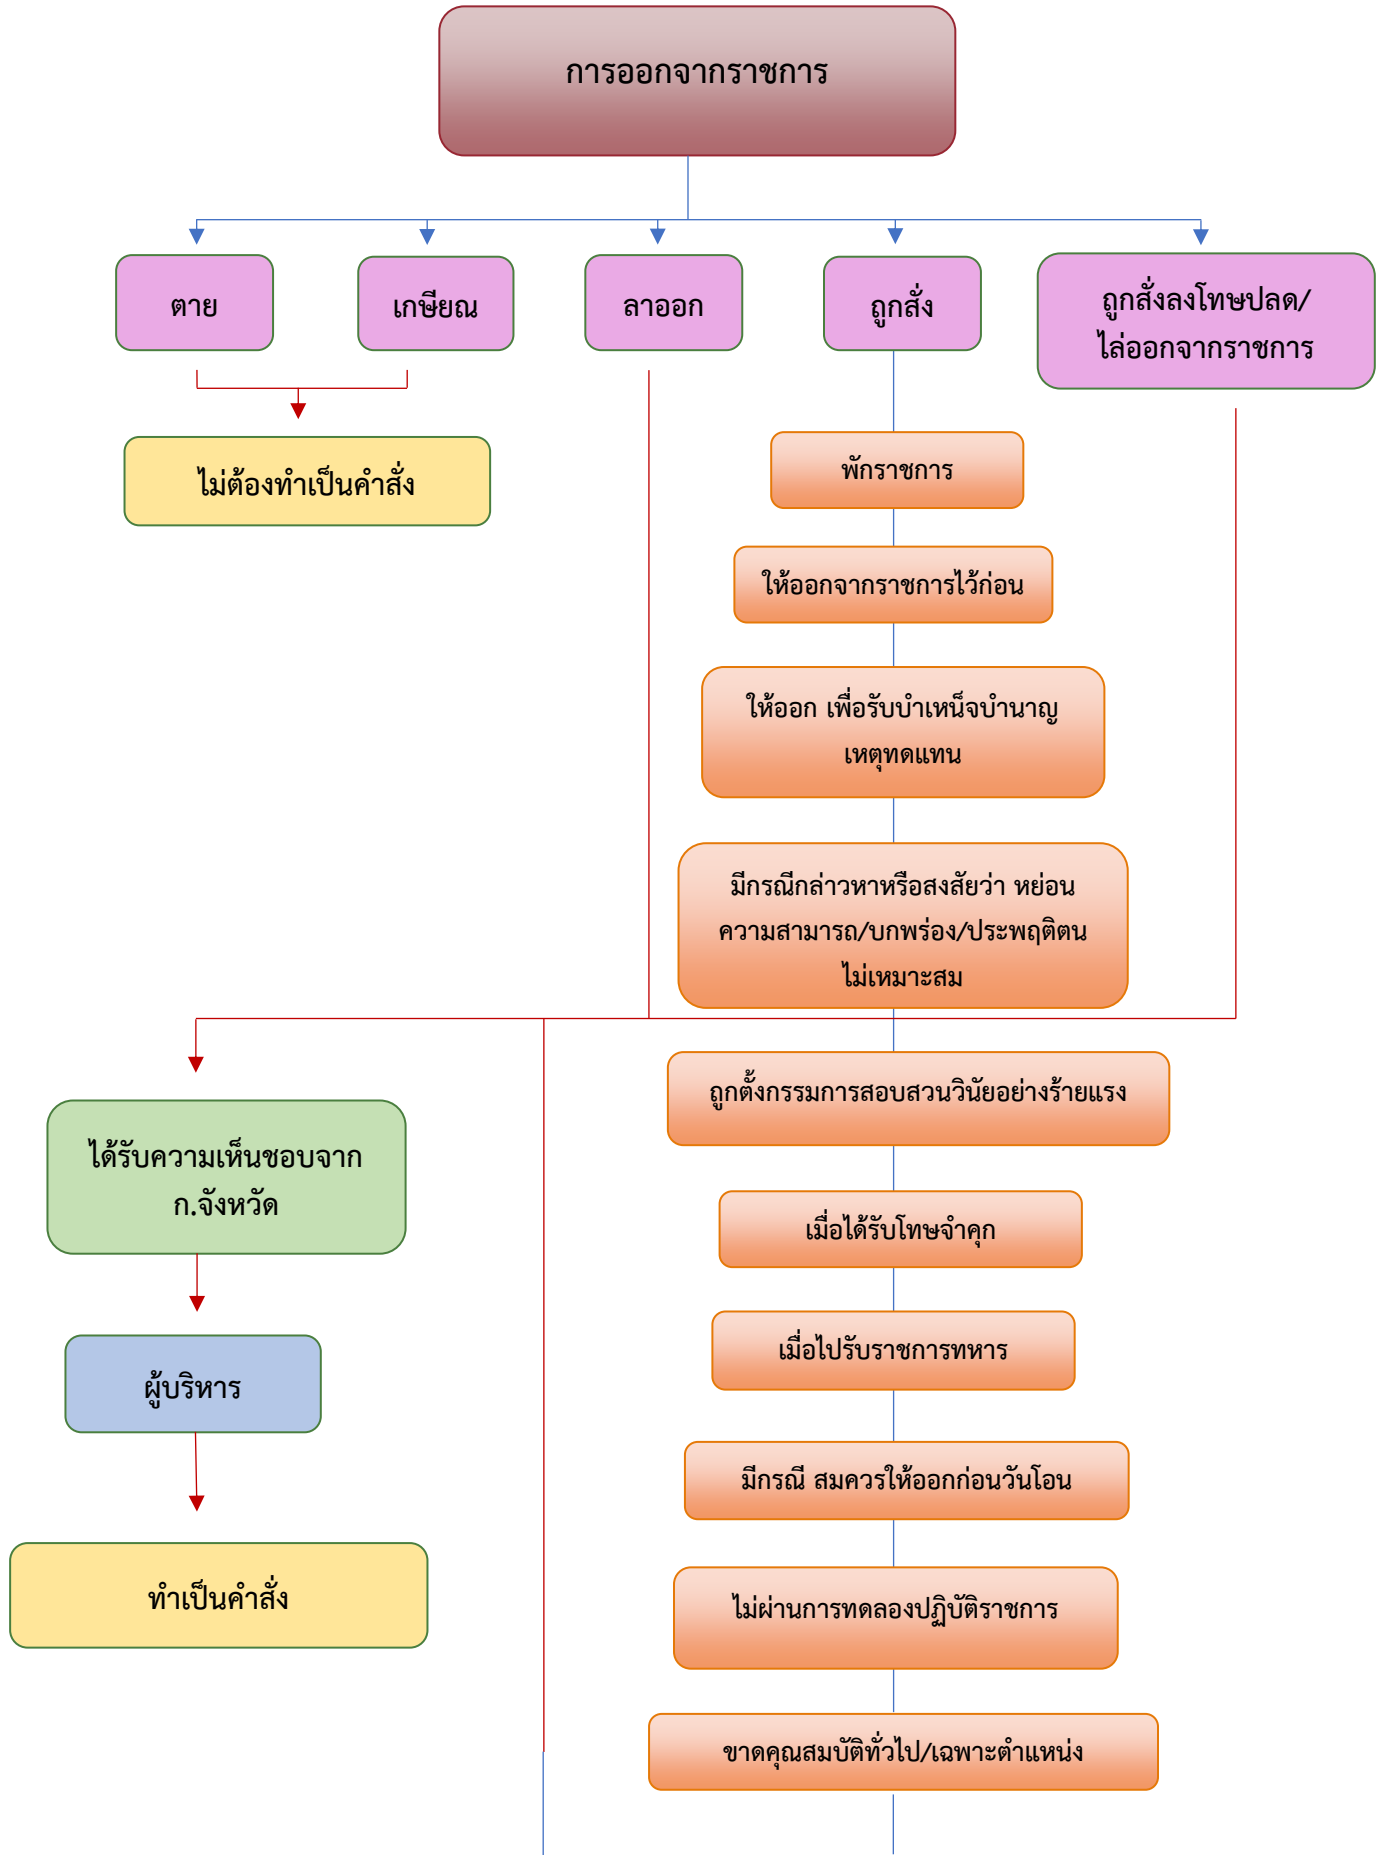 การออกจากราชการ
ตาย
เกษียณ
ลาออก
ถูกสั่ง
ถูกสั่งลงโทษปลด/
ไล่ออกจากราชการ
ไม่ต้องทำเป็นคำสั่ง
พักราชการ
ให้ออกจากราชการไว้ก่อน
ให้ออก เพื่อรับบำเหน็จบำนาญ
เหตุทดแทน
มีกรณีกล่าวหาหรือสงสัยว่า หย่อน
ความสามารถ/บกพร่อง/ประพฤติตน
ไม่เหมาะสม
ถูกตั้งกรรมการสอบสวนวินัยอย่างร้ายแรง
ได้รับความเห็นชอบจาก
ก.จังหวัด
เมื่อได้รับโทษจำคุก
เมื่อไปรับราชการทหาร
ผู้บริหาร
มีกรณี สมควรให้ออกก่อนวันโอน
ทำเป็นคำสั่ง
ไม่ผ่านการทดลองปฏิบัติราชการ
ขาดคุณสมบัติทั่วไป/เฉพาะตำแหน่ง